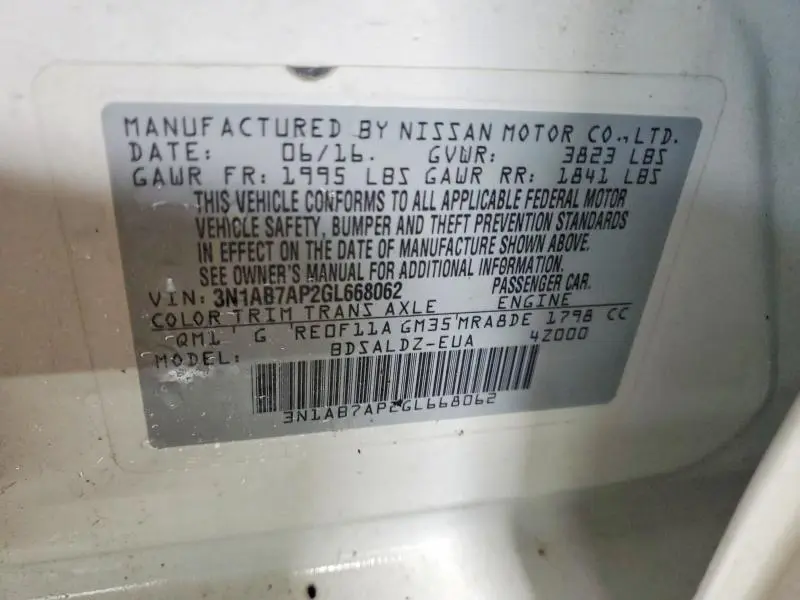 MANUFACTURED BY NISSAN MOTOR CO., LTD.
DATE: 06/16. GVWR: 3823 LBS
GAWR FR: 1995 LBS GAWR RR: 1841 LBS
THIS VEHICLE CONFORMS TO ALL APPLICABLE FEDERAL MOTOR
VEHICLE SAFETY, BUMPER AND THEFT PREVENTION STANDARDS
IN EFFECT ON THE DATE OF MANUFACTURE SHOWN ABOVE.
SEE OWNER'S MANUAL FOR ADDITIONAL INFORMATION.
VIN: 3N1AB7AP2GL668062 PASSENGER CAR.
COLOR TRIM TRANS AXLE ENGINE
QM1 ' G 'RE0F11A GM35'MRA8DE 1798 CC
MODEL: BDSALDZ-EUA 42000
3N1AB7AP2GL668062